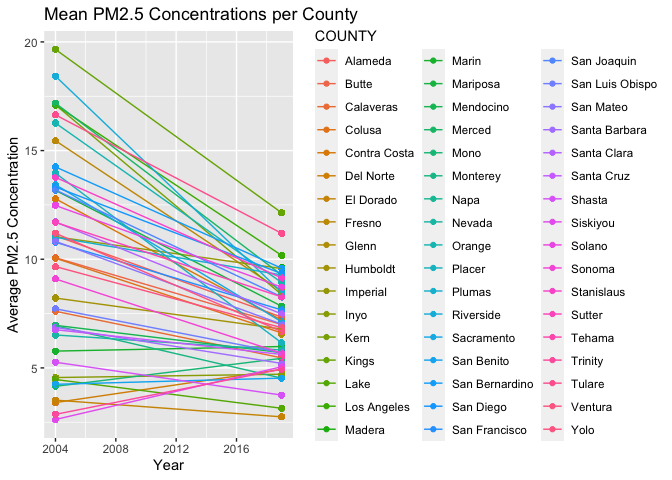 Mean PM2.5 Concentrations per County
Average PM2.5 Concentration
20
15
10
5
2004
2008
2012
2016
Year
COUNTY
Alameda
Butte
Calaveras
Colusa
Contra Costa
Del Norte
El Dorado
Fresno
Glenn
Humboldt
Imperial
Inyo
Kern
Kings
Lake
Los Angeles
Madera
Marin
Mariposa
Mendocino
Merced
Mono
Monterey
Napa
Nevada
Orange
Placer
Plumas
Riverside
Sacramento
San Benito
San Bernardino
San Diego
San Francisco
San Joaquin
San Luis Obispo
San Mateo
Santa Barbara
Santa Clara
Santa Cruz
Shasta
Siskiyou
Solano
Sonoma
Stanislaus
Sutter
Tehama
Trinity
Tulare
Ventura
Yolo